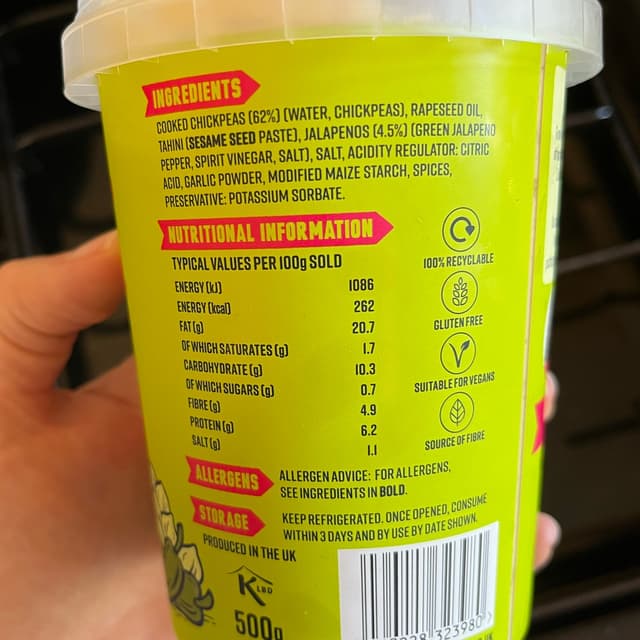 INGREDIENTS
COOKED CHICKPEAS (62%) (WATER, CHICKPEAS), RAPESEED OIL,
TAHINI (SESAME SEED PASTE), JALAPENOS (4.5%) (GREEN JALAPENO
PEPPER, SPIRIT VINEGAR, SALT), SALT, ACIDITY REGULATOR: CITRIC
ACID, GARLIC POWDER, MODIFIED MAIZE STARCH, SPICES,
PRESERVATIVE: POTASSIUM SORBATE.
NUTRITIONAL INFORMATION
TYPICAL VALUES PER 100g SOLD
ENERGY (kJ) 1086
ENERGY (kcal) 262
FAT (g) 20.7
OF WHICH SATURATES (g) 1.7
CARBOHYDRATE (g) 10.3
OF WHICH SUGARS (g) 0.7
FIBRE (g) 4.9
PROTEIN (g) 6.2
SALT (g) 1.1
100% RECYCLABLE
GLUTEN FREE
SUITABLE FOR VEGANS
SOURCE OF FIBRE
ALLERGENS
ALLERGEN ADVICE: FOR ALLERGENS,
SEE INGREDIENTS IN BOLD.
STORAGE
KEEP REFRIGERATED. ONCE OPENED, CONSUME
WITHIN 3 DAYS AND BY USE BY DATE SHOWN.
PRODUCED IN THE UK
K LBD
500g
323980